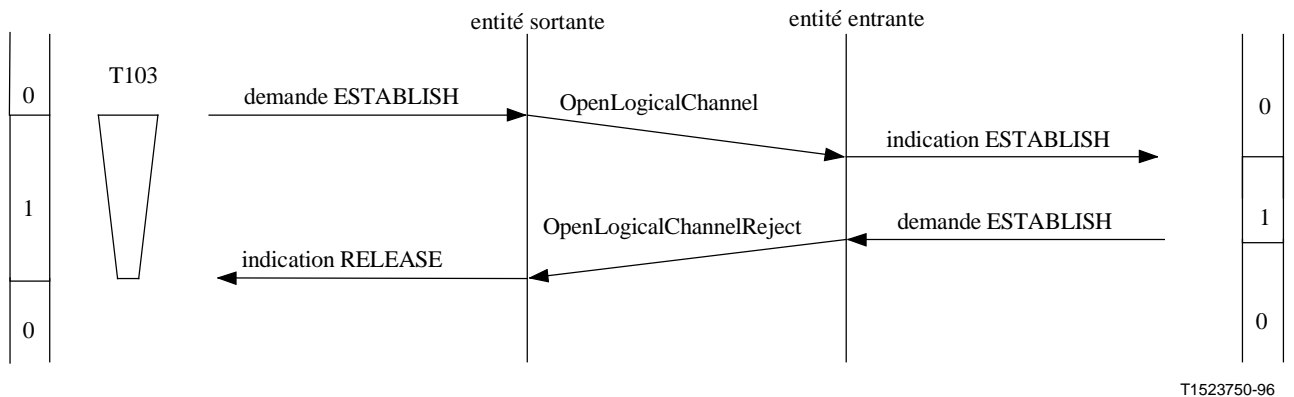 entité sortante
entité entrante
T103
0
demande ESTABLISH
OpenLogicalChannel
0
indication ESTABLISH
1
OpenLogicalChannelReject
demande ESTABLISH
1
indication RELEASE
0
0
T1523750-96